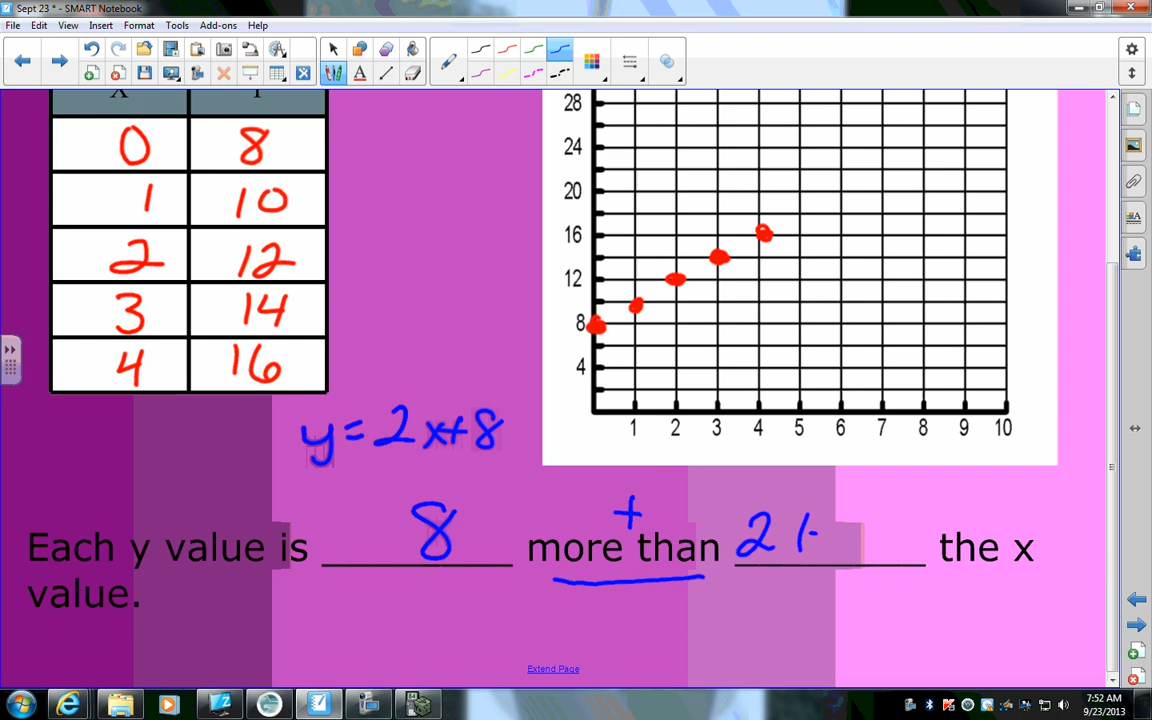 Sept 23 * - SMART Notebook
File Edit View Insert Format Tools Add-ons Help
0 8
1 10
2 12
3 14
4 16
28
24
20
16
12
8
4
1 2 3 4 5 6 7 8 9 10
y = 2x+8
+
Each y value is 8 more than 2 the x
value.
Extend Page
7:52 AM
9/23/2013